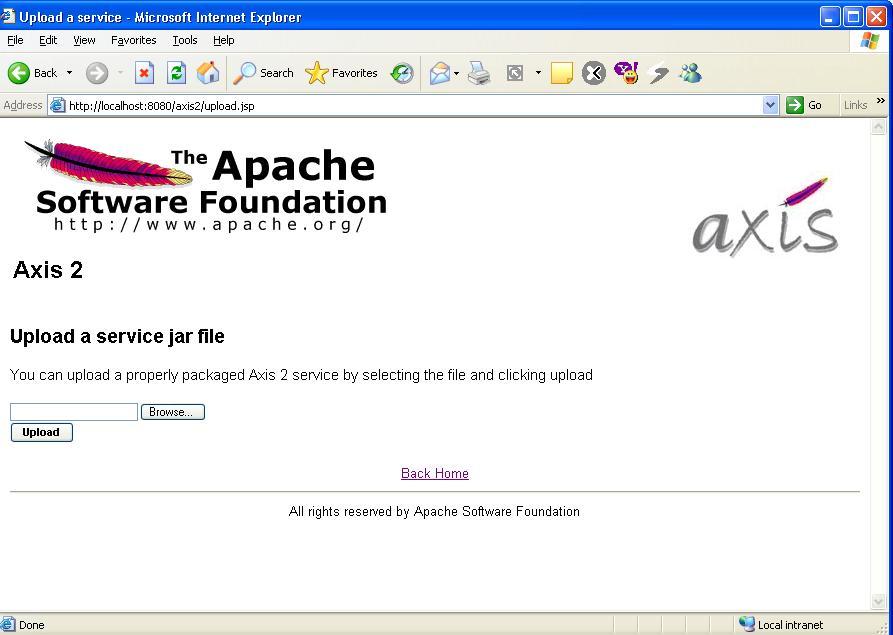 Upload a service - Microsoft Internet Explorer
File Edit View Favorites Tools Help
Back Search Favorites
Address http://localhost:8080/axis2/upload.jsp Go Links »
The Apache
Software Foundation
http://www.apache.org/
axis
Axis 2
Upload a service jar file
You can upload a properly packaged Axis 2 service by selecting the file and clicking upload
Browse...
Upload
Back Home
All rights reserved by Apache Software Foundation
Done Local intranet